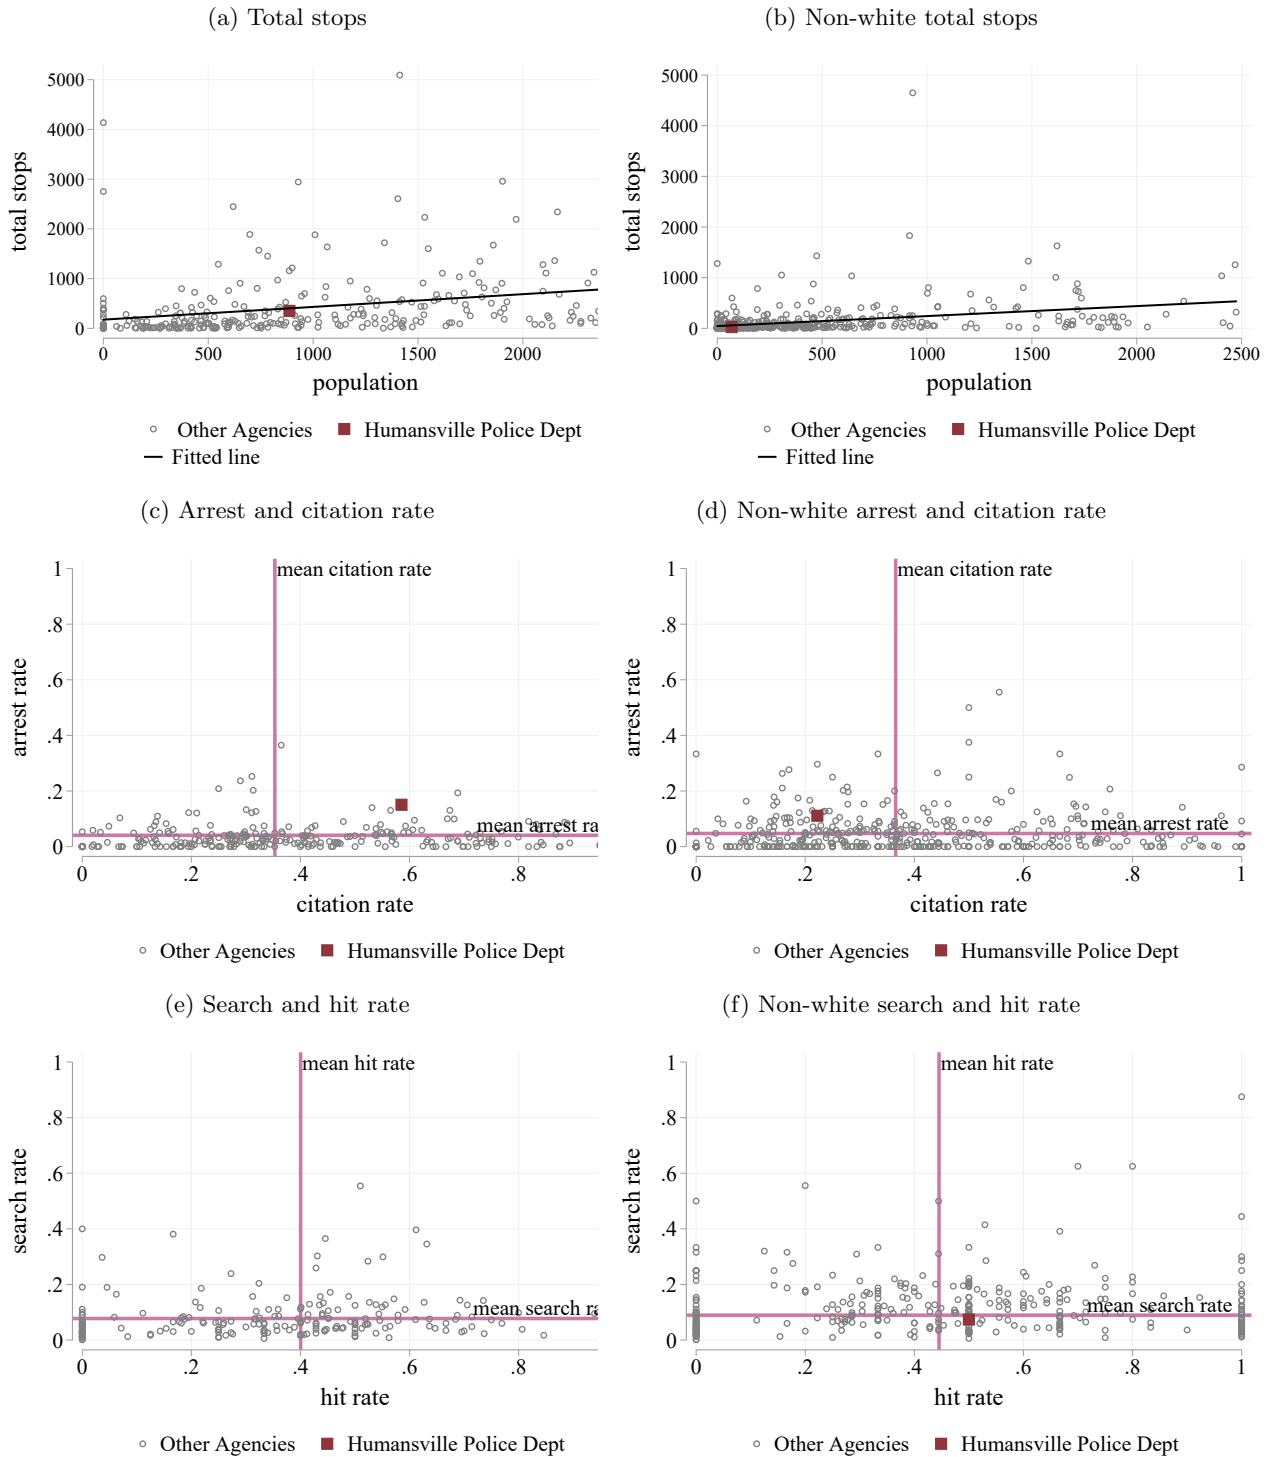 (a) Total stops
(b) Non-white total stops
total stops
5000
4000
3000
2000
1000
0
0 500 1000 1500 2000
population
Other Agencies Humansville Police Dept
Fitted line
total stops
5000
4000
3000
2000
1000
0
0 500 1000 1500 2000 2500
population
Other Agencies Humansville Police Dept
Fitted line
(c) Arrest and citation rate
(d) Non-white arrest and citation rate
arrest rate
1
.8
.6
.4
.2
0
mean citation rate
mean arrest ra
0 .2 .4 .6 .8
citation rate
Other Agencies Humansville Police Dept
arrest rate
1
.8
.6
.4
.2
0
mean citation rate
mean arrest rate
0 .2 .4 .6 .8 1
citation rate
Other Agencies Humansville Police Dept
(e) Search and hit rate
(f) Non-white search and hit rate
search rate
1
.8
.6
.4
.2
0
mean hit rate
mean search ra
0 .2 .4 .6 .8
hit rate
Other Agencies Humansville Police Dept
search rate
1
.8
.6
.4
.2
0
mean hit rate
mean search rate
0 .2 .4 .6 .8 1
hit rate
Other Agencies Humansville Police Dept